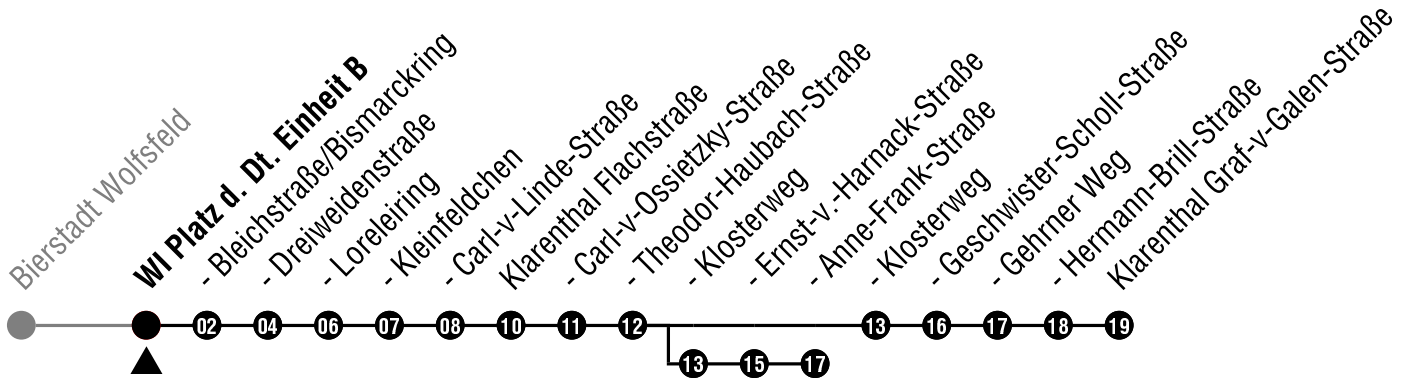 Bierstadt Wolfsfeld
WI Platz d. Dt. Einheit B
- Bleichstraße/Bismarckring
- Dreiweidenstraße
- Loreleiring
- Kleinfeldchen
- Carl-v-Linde-Straße
Klarenthal Flachstraße
- Carl-v-Ossietzky-Straße
- Theodor-Haubach-Straße
- Klosterweg
- Ernst-v.-Harnack-Straße
- Anne-Frank-Straße
- Klosterweg
- Geschwister-Scholl-Straße
- Gehrner Weg
- Hermann-Brill-Straße
Klarenthal Graf-v-Galen-Straße
02 04 06 07 08 10 11 12 13 16 17 18 19
13 15 17